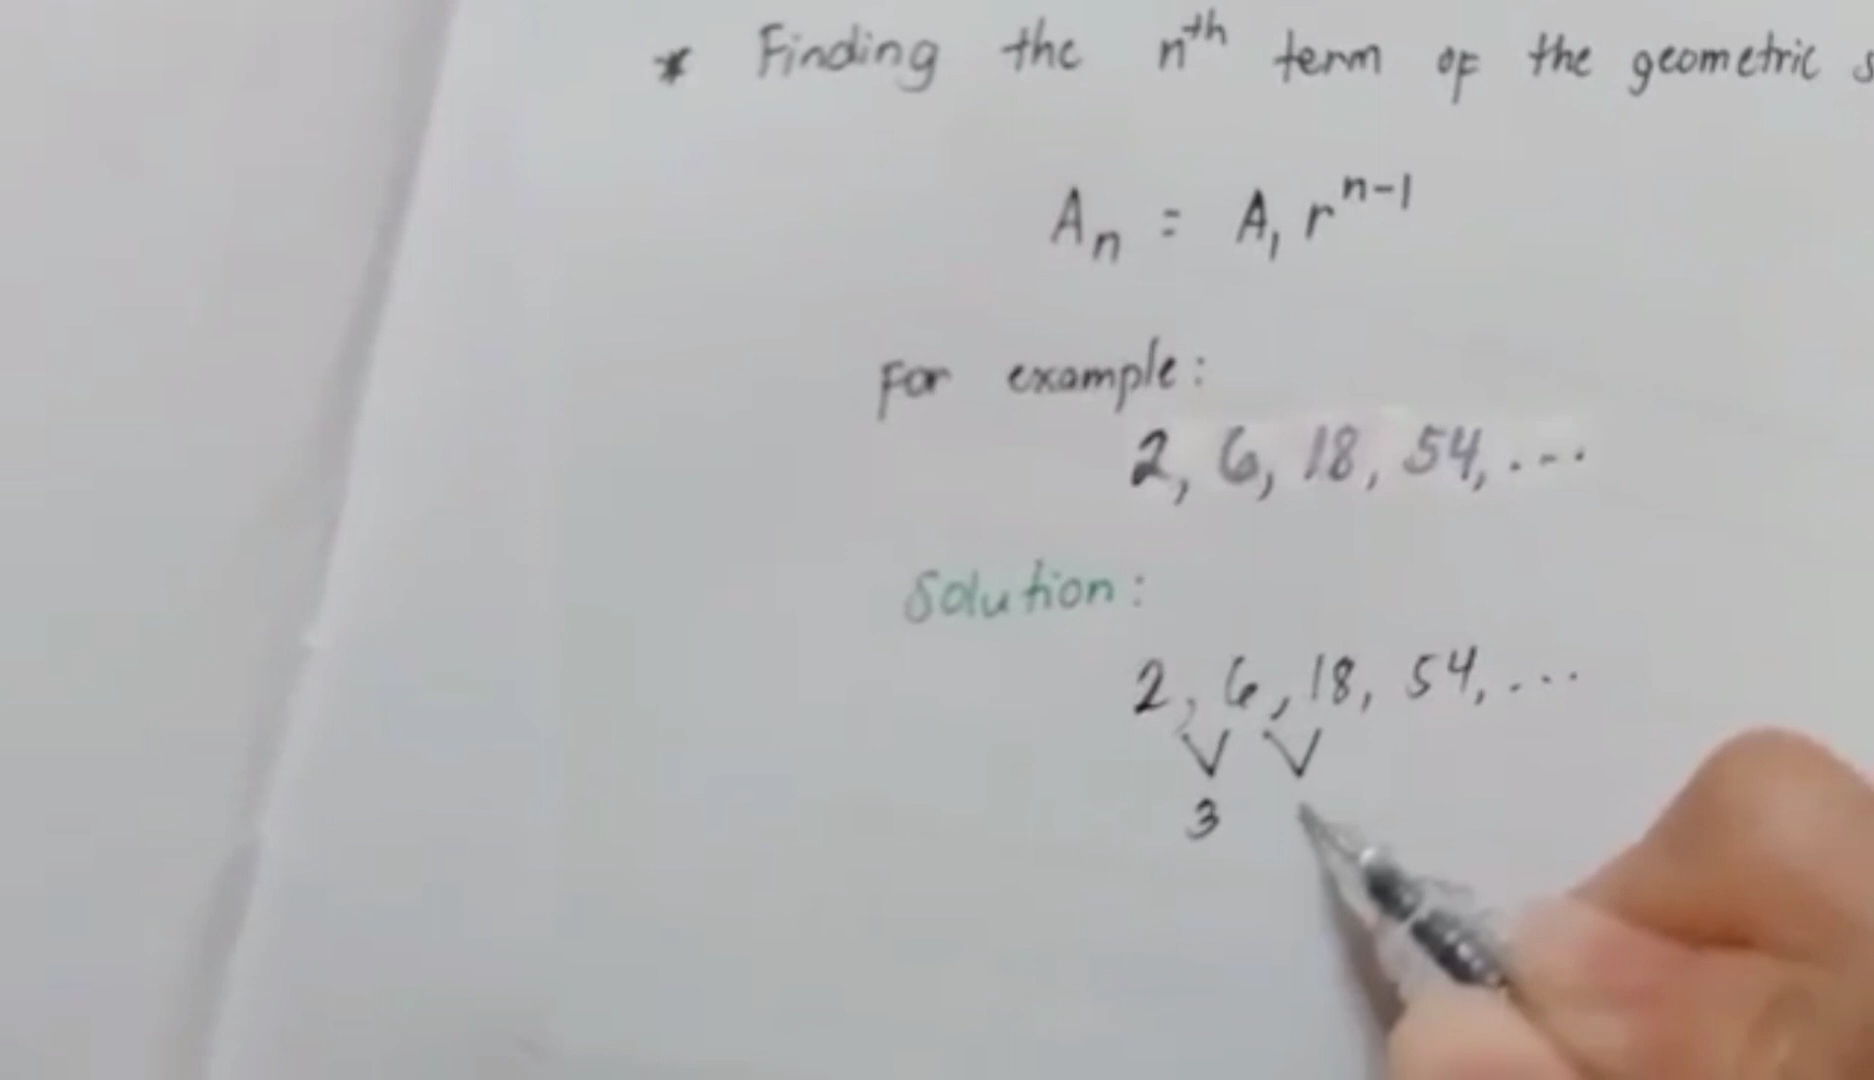 * Finding the nth term of the geometric
An = A1 r^n-1
For example:
2, 6, 18, 54, ...
Solution:
2, 6, 18, 54, ...
3